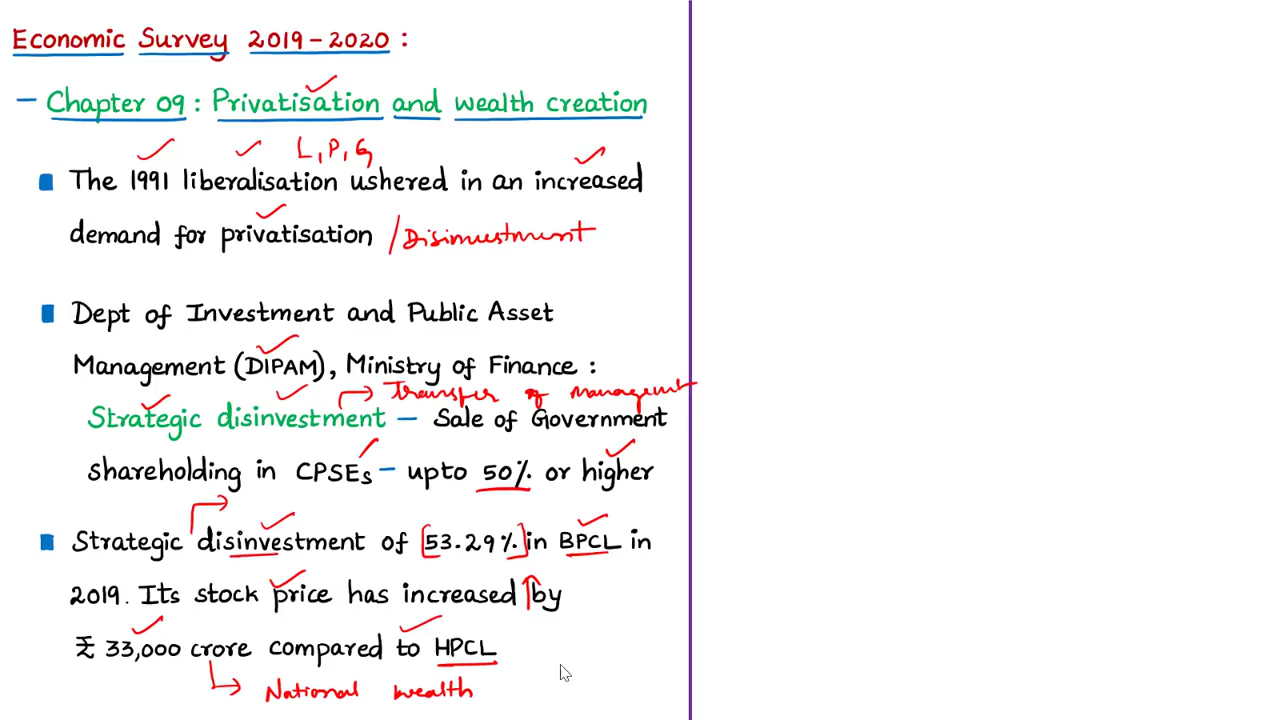 Economic Survey 2019-2020 :
- Chapter 09 : Privatisation and wealth creation
L, P, G
The 1991 liberalisation ushered in an increased
demand for privatisation / Disinvestment
Dept of Investment and Public Asset
Management (DIPAM), Ministry of Finance :
→ Transfer of management
Strategic disinvestment - Sale of Government
shareholding in CPSEs - upto 50% or higher
Strategic disinvestment of [53.29%] in BPCL in
2019. Its stock price has increased ↑ by
₹ 33,000 crore compared to HPCL
→ National wealth